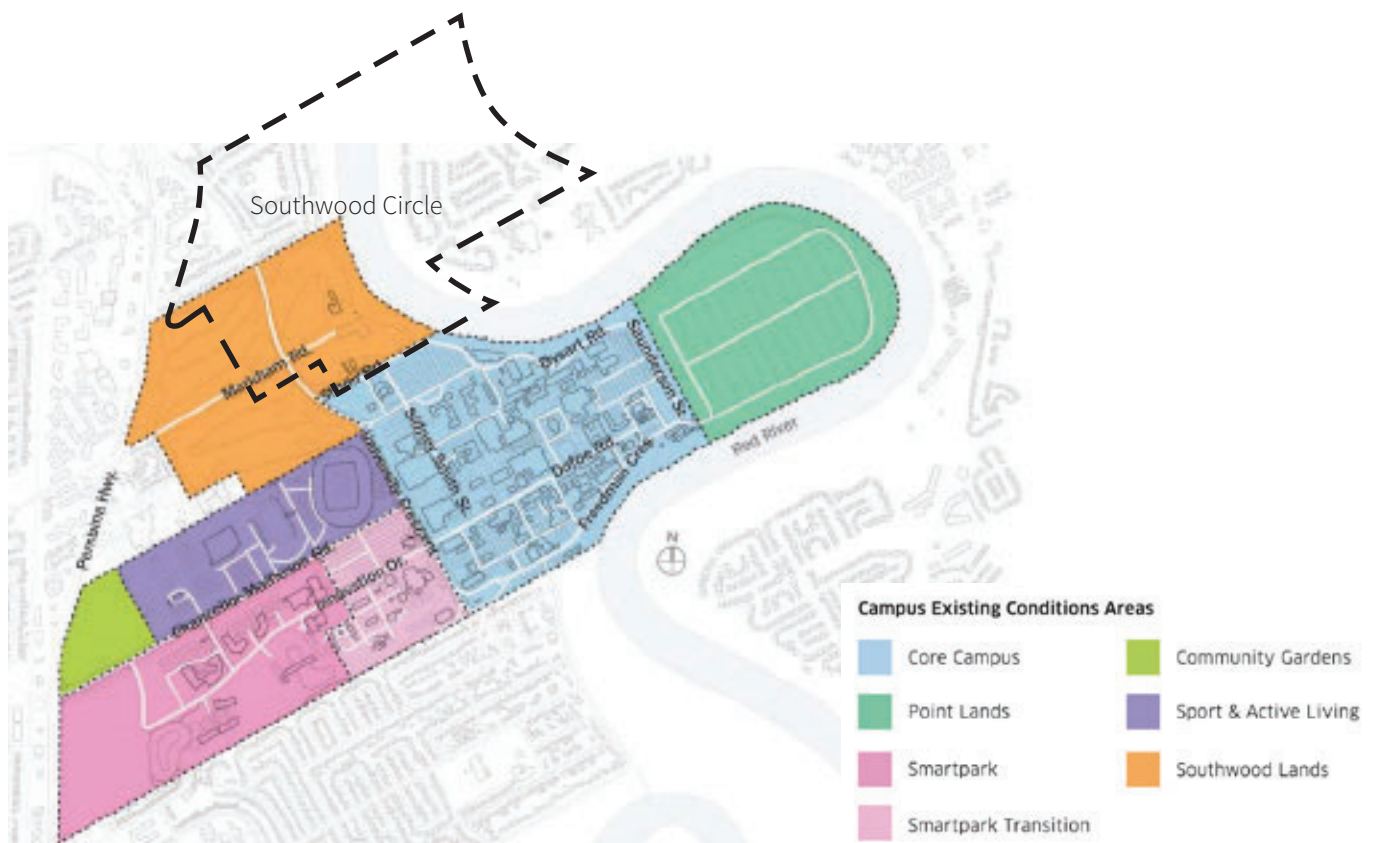 Southwood Circle
Markham Rd.
Dysart Rd.
Saunderson St.
Sidney Smith St.
Dafoe Rd.
Freedman Cres.
Red River
Pembina Hwy.
Chancellor Matheson Rd.
Innovation Dr.
N
Campus Existing Conditions Areas
Core Campus
Point Lands
Smartpark
Smartpark Transition
Community Gardens
Sport & Active Living
Southwood Lands